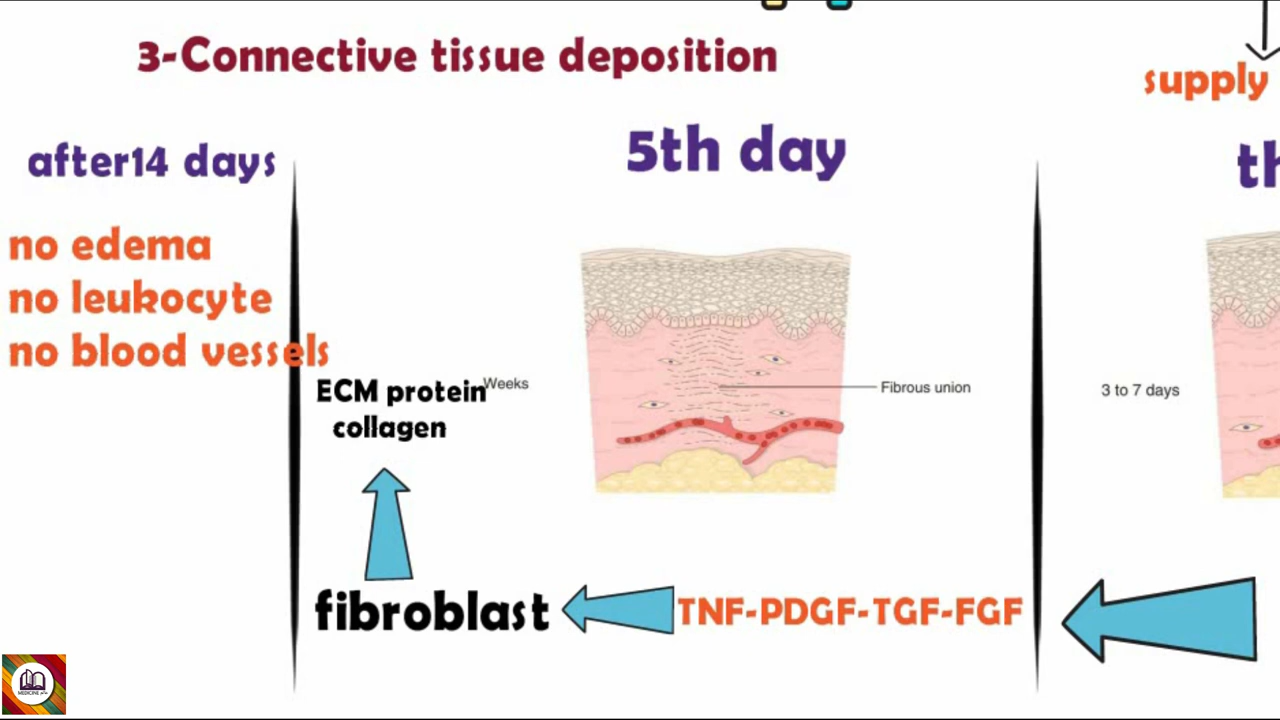 3-Connective tissue deposition
supply
after14 days
5th day
no edema
no leukocyte
no blood vessels
ECM protein
collagen
Weeks
Fibrous union
3 to 7 days
fibroblast
TNF-PDGF-TGF-FGF
MEDICINE